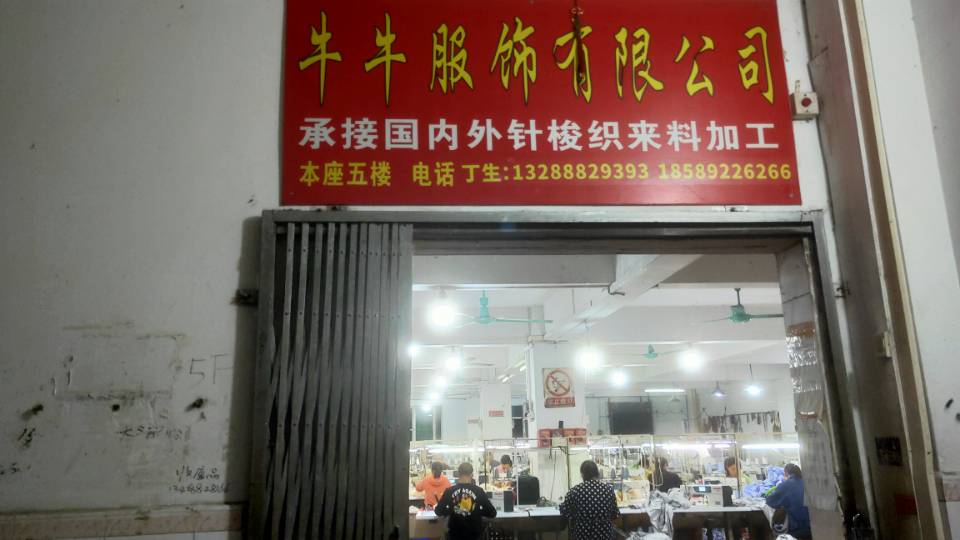 牛牛服饰有限公司
承接国内外针梭织来料加工
本座五楼 电话 丁生:13288829393 18589226266
5F